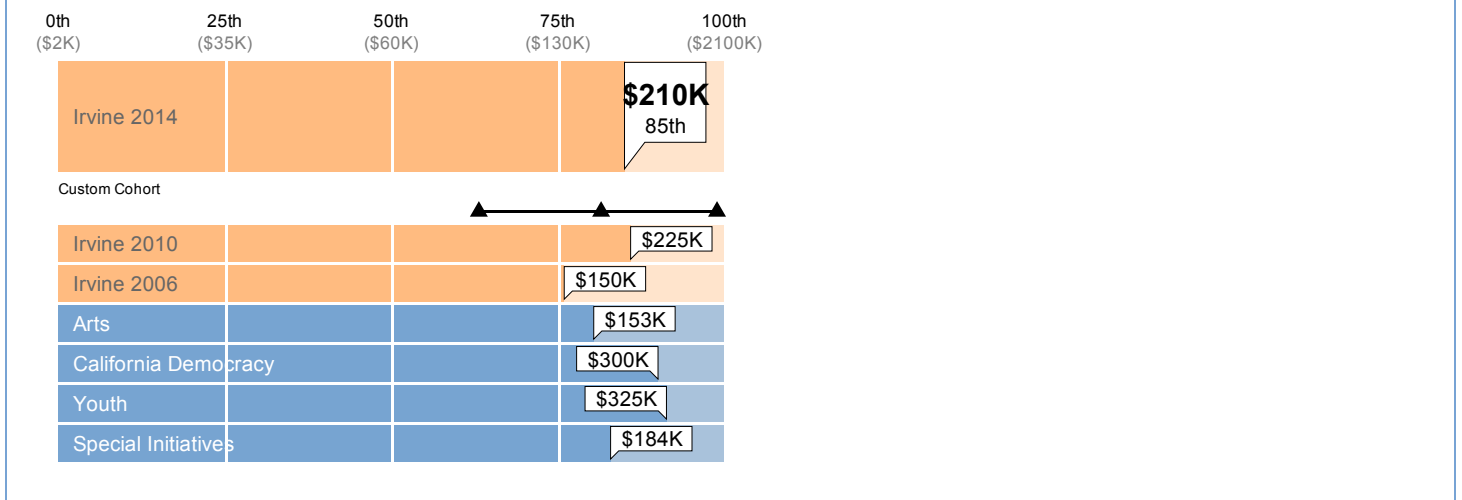 0th 25th 50th 75th 100th
($2K) ($35K) ($60K) ($130K) ($2100K)
$210K
Irvine 2014
85th
Custom Cohort
Irvine 2010 $225K
Irvine 2006 $150K
Arts $153K
California Democracy $300K
Youth $325K
Special Initiatives $184K